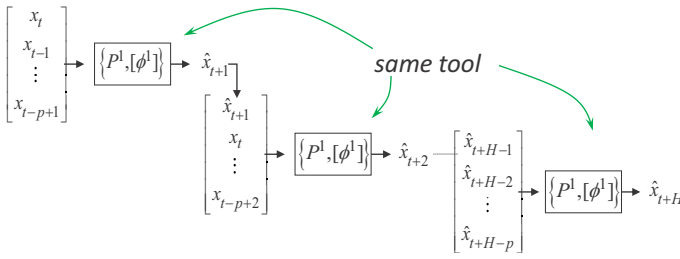 x_t
x_{t-1}
⋮
x_{t-p+1}
{P^1,[ϕ^1]}
x̂_{t+1}
same tool
x̂_{t+1}
x_t
⋮
x_{t-p+2}
{P^1,[ϕ^1]}
x̂_{t+2}
x̂_{t+H-1}
x̂_{t+H-2}
⋮
x̂_{t+H-p}
{P^1,[ϕ^1]}
x̂_{t+H}